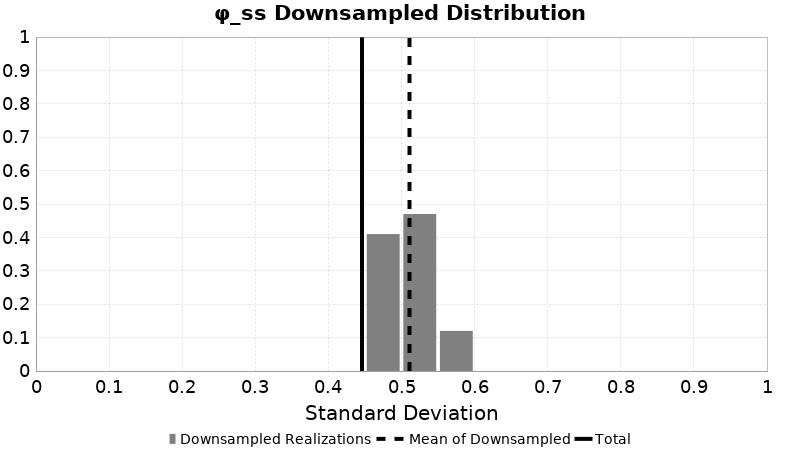 φ_ss Downsampled Distribution
1
0.9
0.8
0.7
0.6
0.5
0.4
0.3
0.2
0.1
0
0 0.1 0.2 0.3 0.4 0.5 0.6 0.7 0.8 0.9 1
Standard Deviation
Downsampled Realizations Mean of Downsampled Total